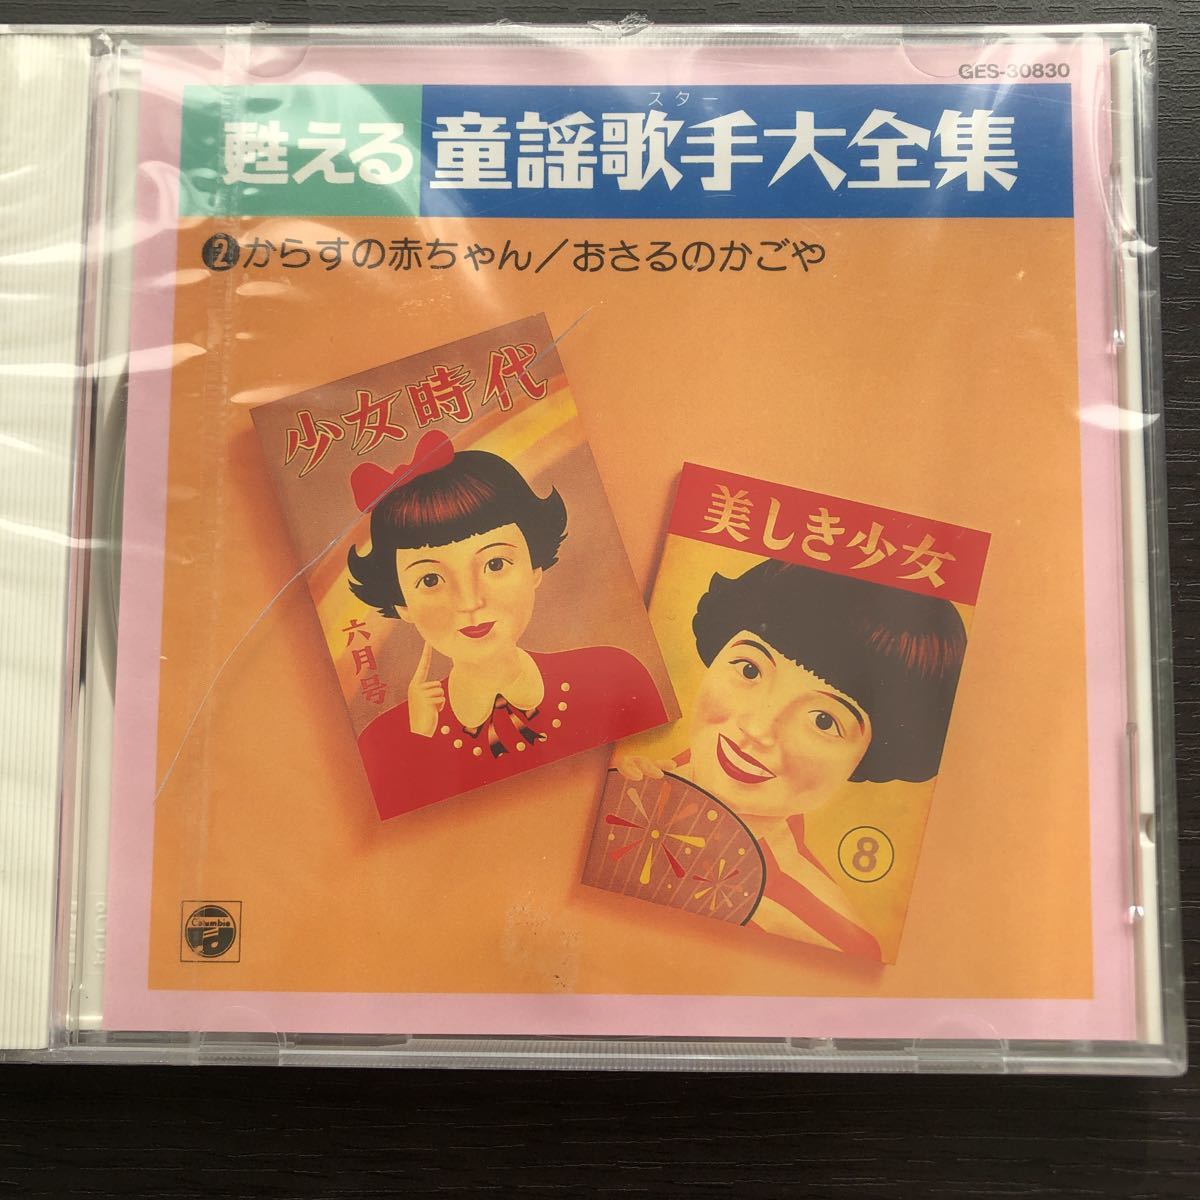 GES-30830
スター
甦える 童謡歌手大全集
❷からすの赤ちゃん／おさるのかごや
少女時代
六月号
美しき少女
8
Columbia